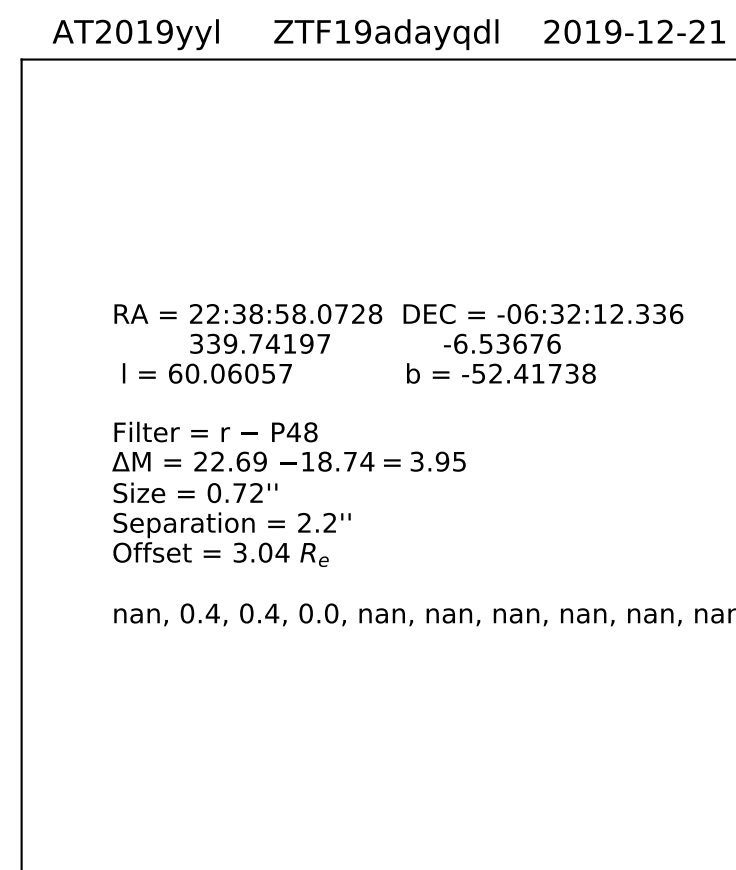 AT2019yyl ZTF19adayqdl 2019-12-21
RA = 22:38:58.0728 DEC = -06:32:12.336
339.74197 -6.53676
l = 60.06057 b = -52.41738
Filter = r − P48
ΔM = 22.69 −18.74 = 3.95
Size = 0.72''
Separation = 2.2''
Offset = 3.04 Re
nan, 0.4, 0.4, 0.0, nan, nan, nan, nan, nan,